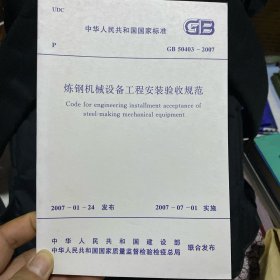 UDC
中华人民共和国国家标准
GB
P
GB 50403-2007
炼钢机械设备工程安装验收规范
Code for engineering installment acceptance of
steel-making mechanical equipment
2007-01-24 发布
2007-07-01 实施
中华人民共和国建设部
中华人民共和国国家质量监督检验检疫总局
联合发布